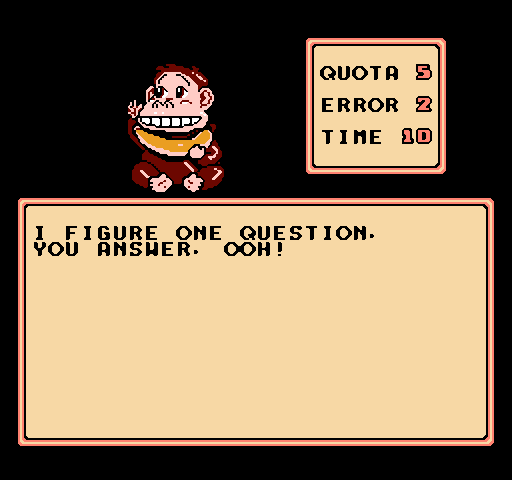 QUOTA 5
ERROR 2
TIME 10
I FIGURE ONE QUESTION.
YOU ANSWER. OOH!